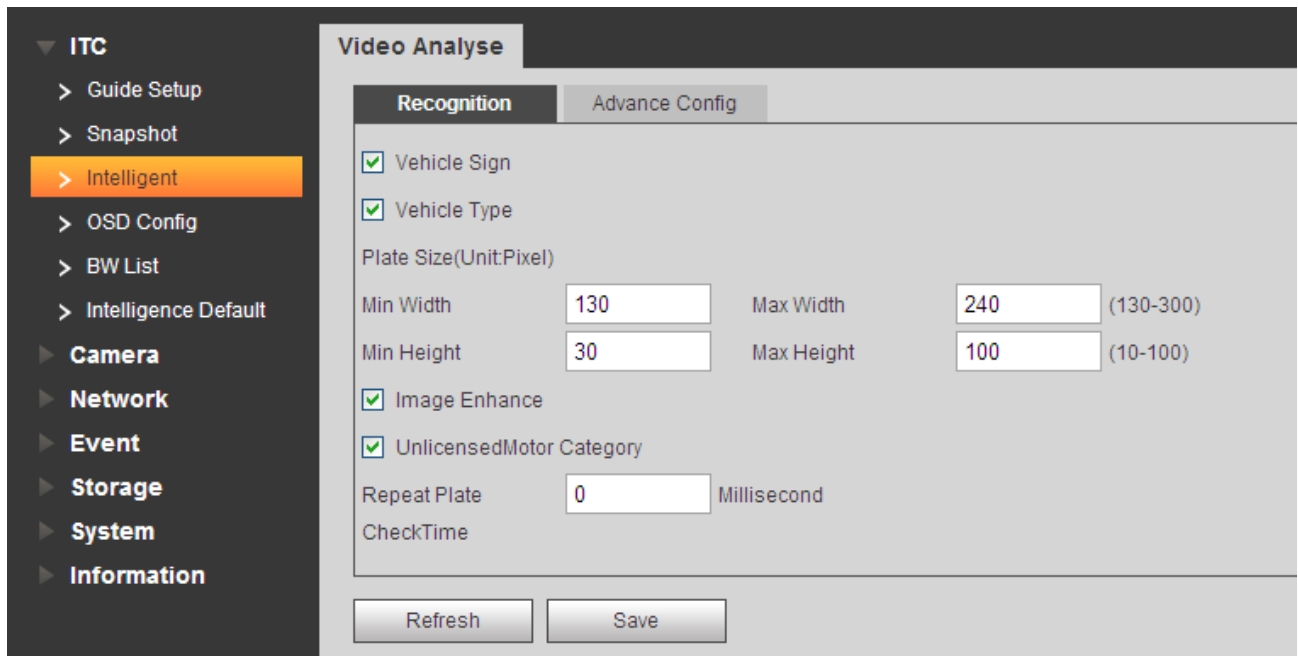 ITC
Guide Setup
Snapshot
Intelligent
OSD Config
BW List
Intelligence Default
Camera
Network
Event
Storage
System
Information
Video Analyse
Recognition Advance Config
Vehicle Sign
Vehicle Type
Plate Size(Unit:Pixel)
Min Width 130 Max Width 240 (130-300)
Min Height 30 Max Height 100 (10-100)
Image Enhance
UnlicensedMotor Category
Repeat Plate 0 Millisecond
CheckTime
Refresh Save